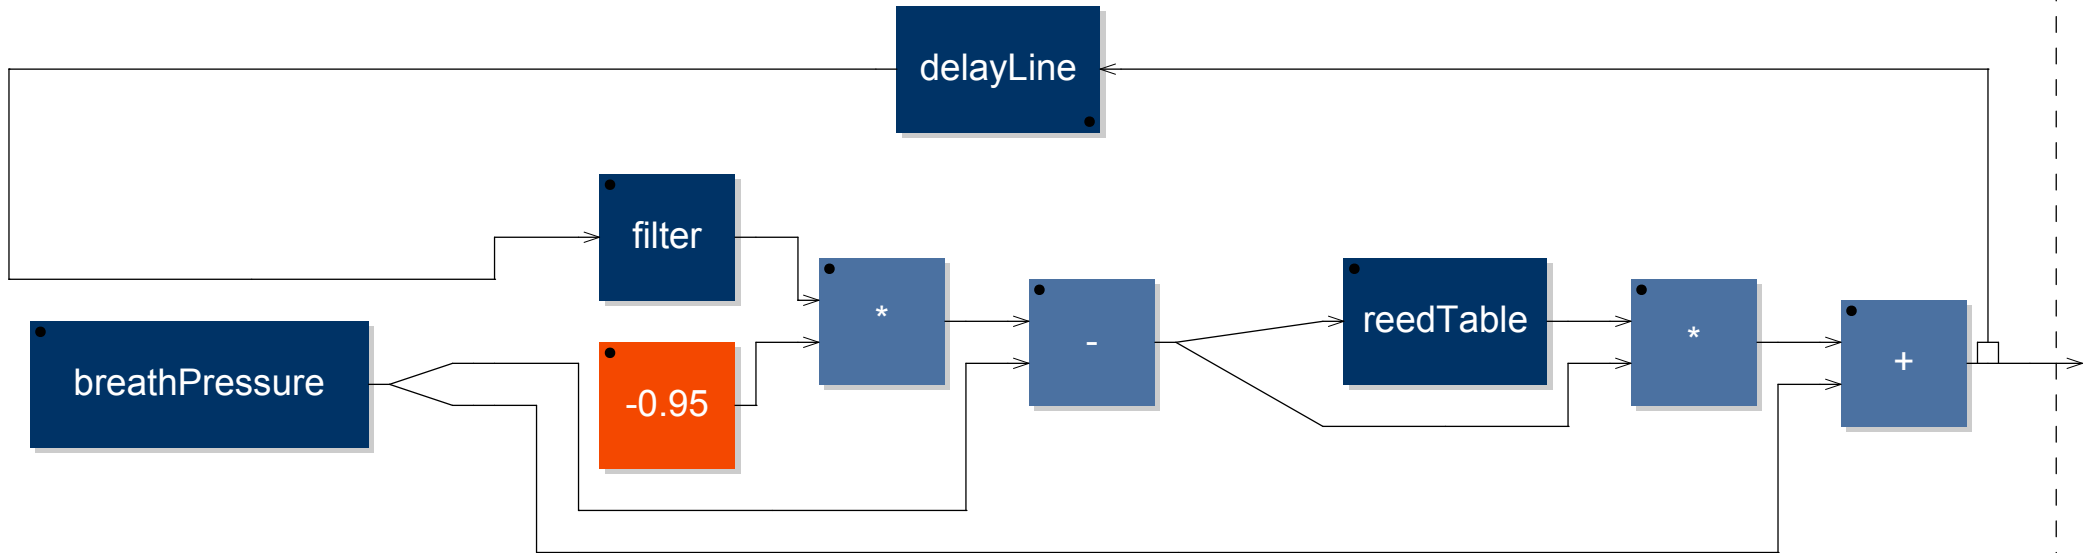 delayLine
filter
breathPressure
-0.95
*
-
reedTable
*
+